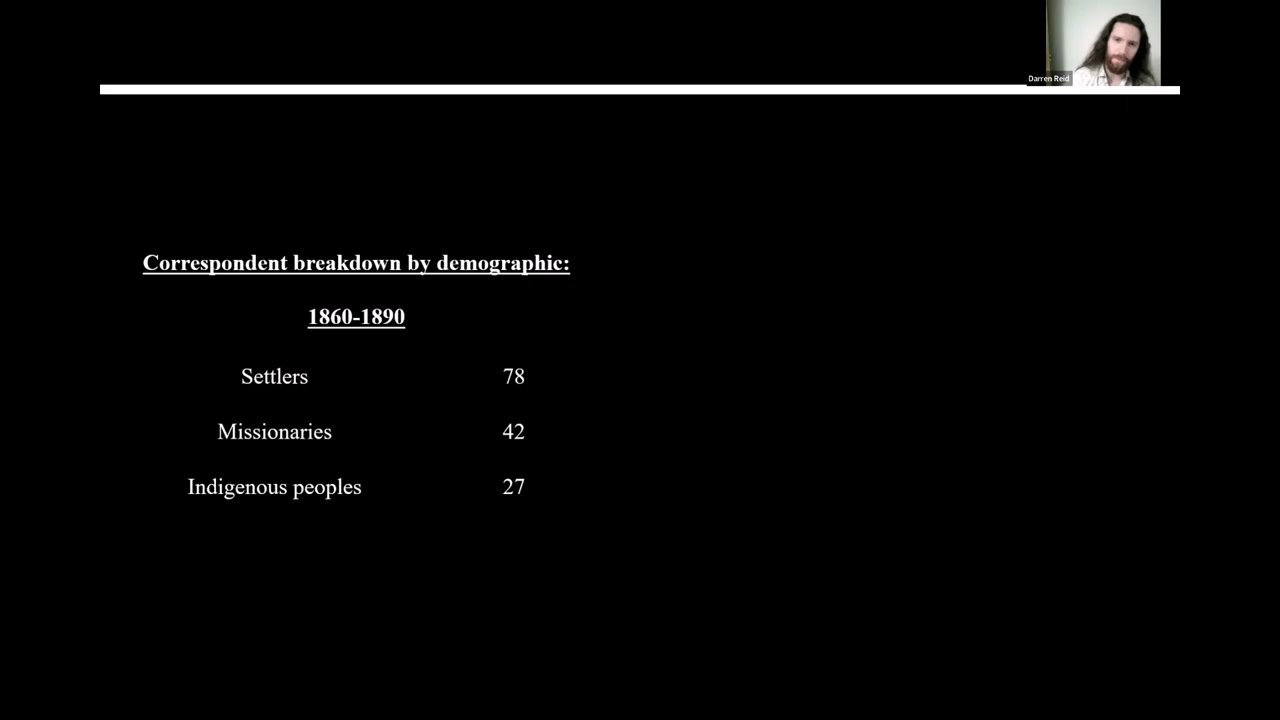 Darren Reid
Correspondent breakdown by demographic:
1860-1890
Settlers 78
Missionaries 42
Indigenous peoples 27